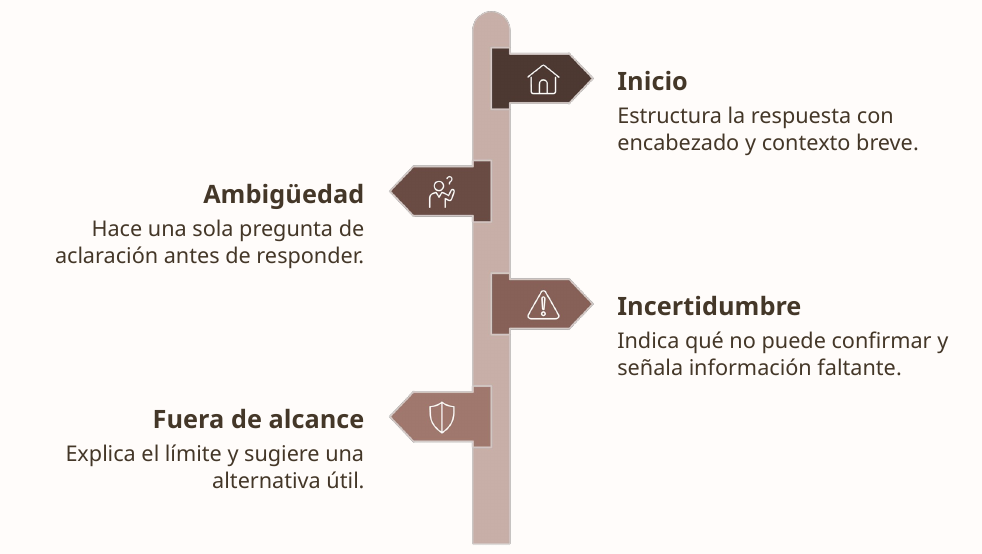 Inicio
Estructura la respuesta con
encabezado y contexto breve.
Ambigüedad
Hace una sola pregunta de
aclaración antes de responder.
Incertidumbre
Indica qué no puede confirmar y
señala información faltante.
Fuera de alcance
Explica el límite y sugiere una
alternativa útil.